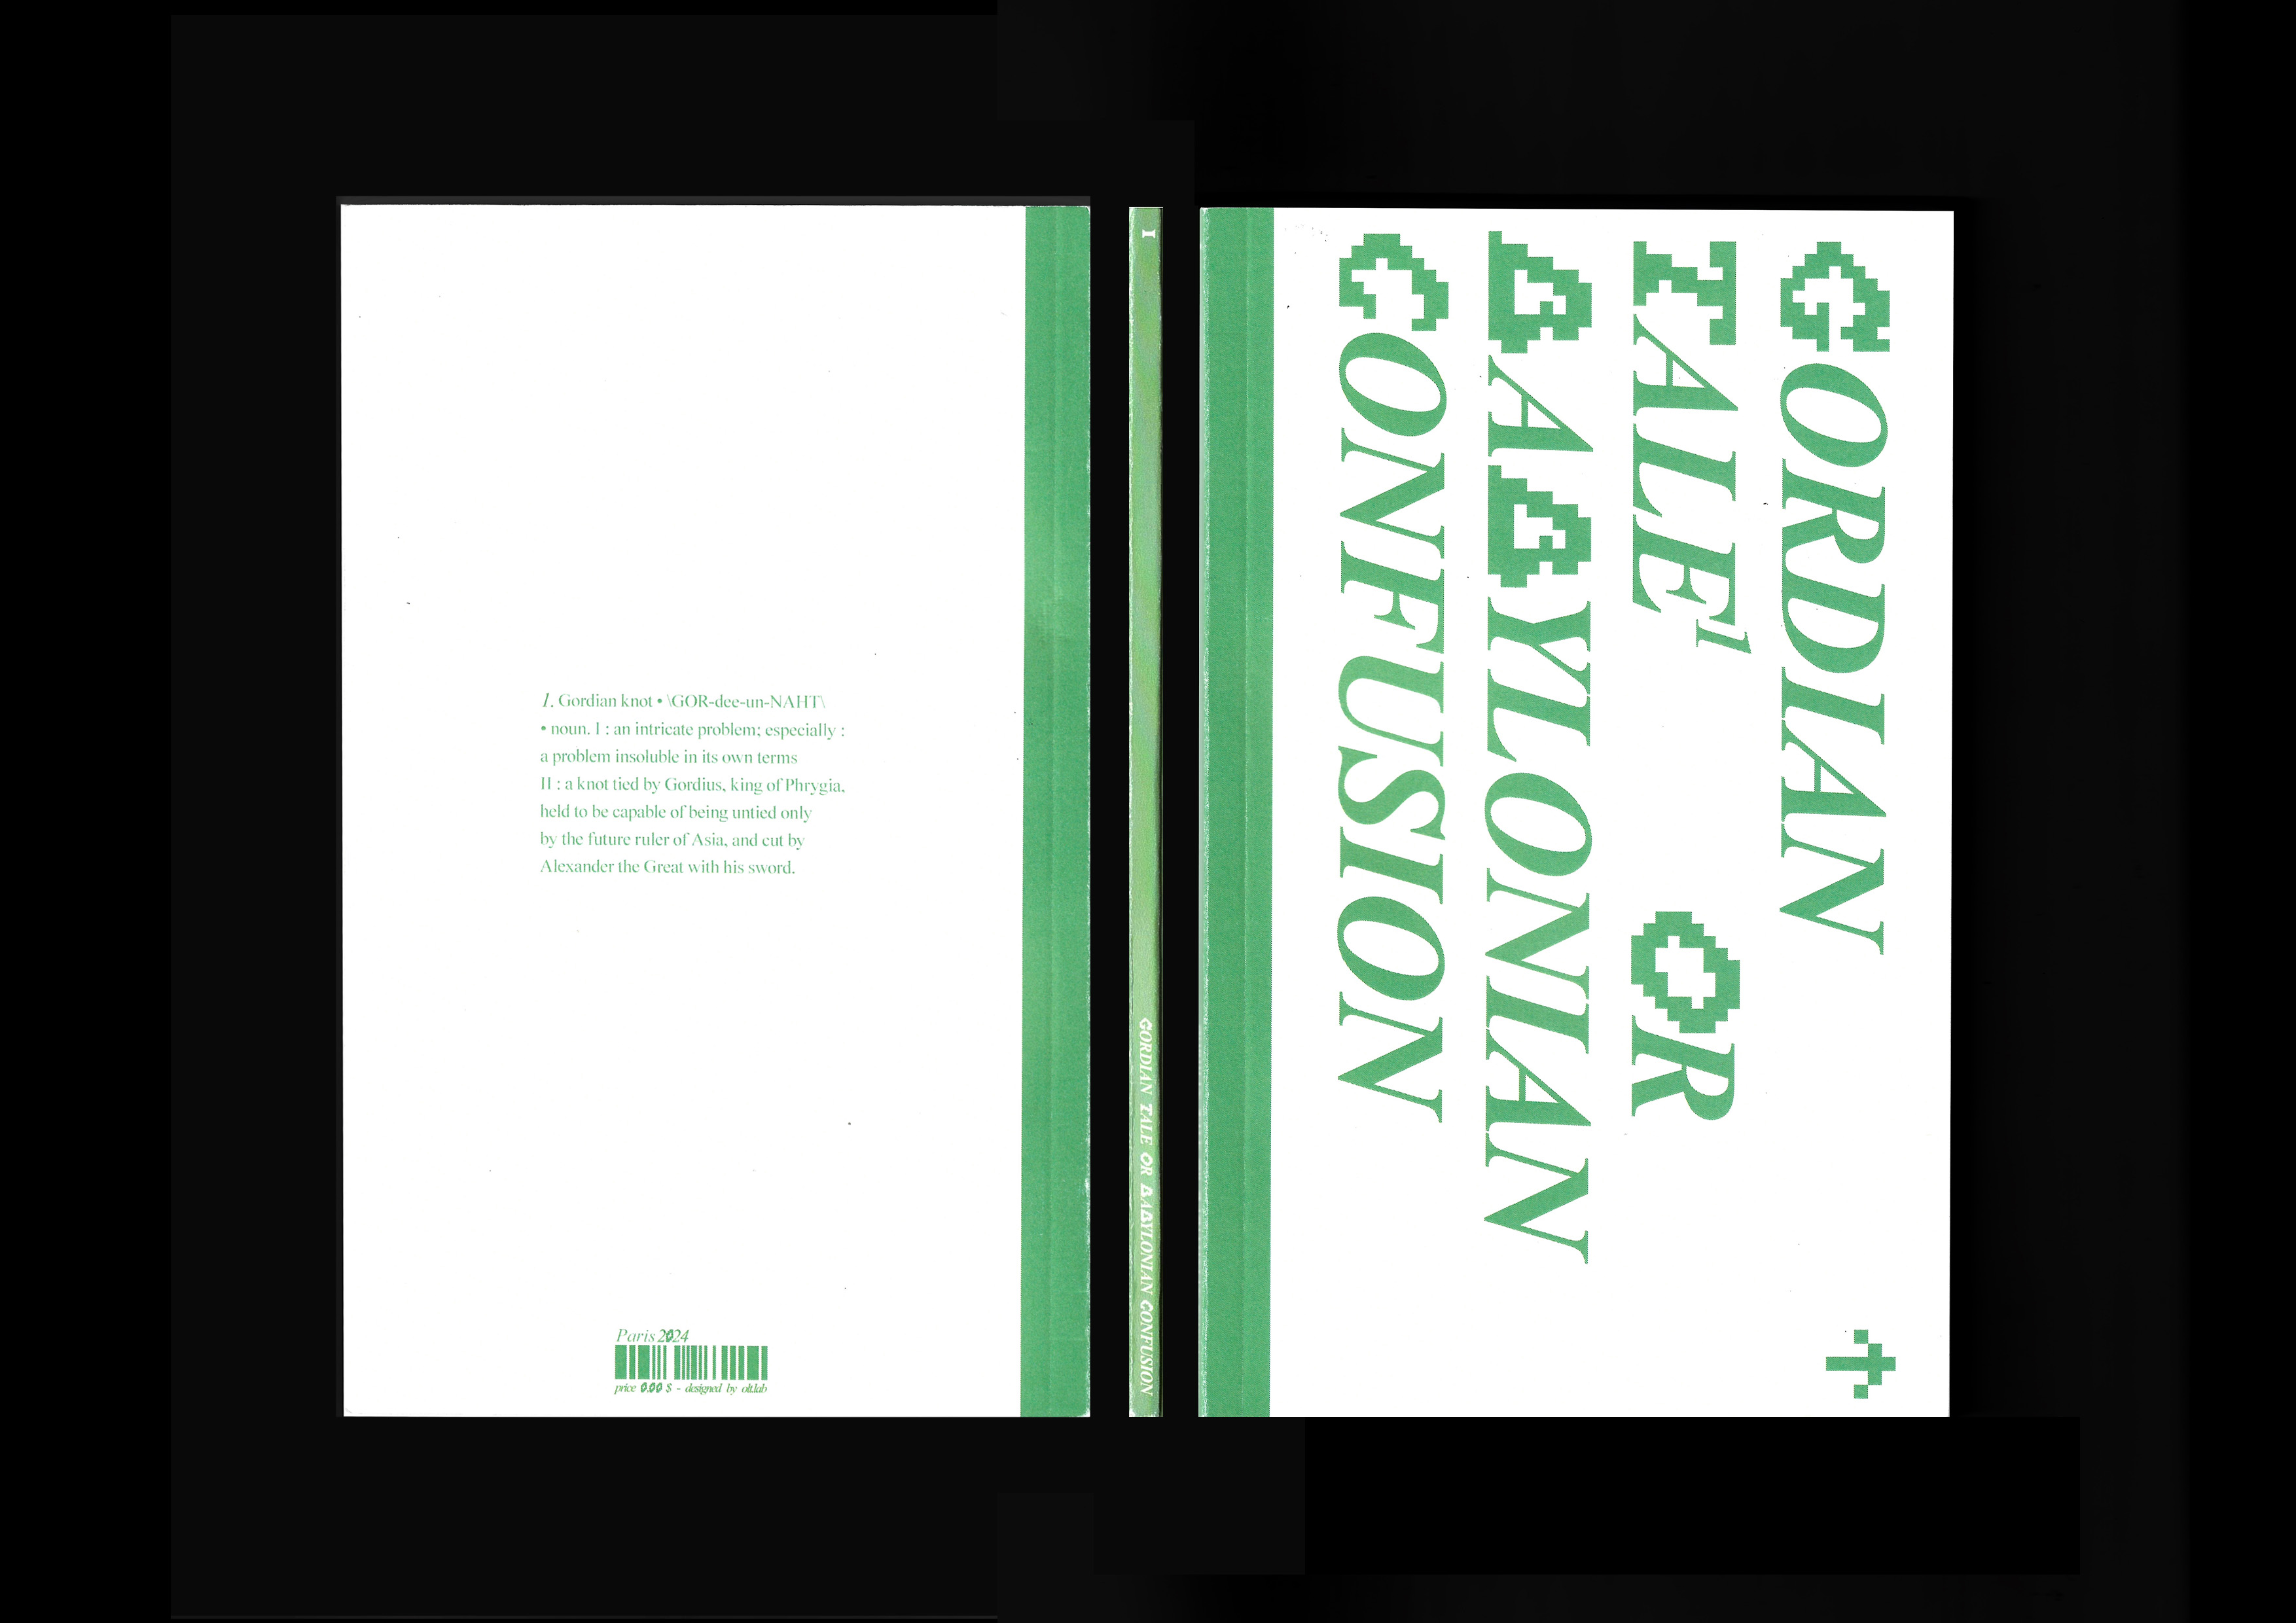 1. Gordian knot • \GOR-dee-un-NAHT\
• noun. I : an intricate problem; especially :
a problem insoluble in its own terms
II : a knot tied by Gordius, king of Phrygia,
held to be capable of being untied only
by the future ruler of Asia, and cut by
Alexander the Great with his sword.
Paris 2024
price 0.00 $ - designed by olt.lab
I
GORDIAN TALE OR BABYLONIAN CONFUSION
GORDIAN
TALE¹ OR
BABYLONIAN
CONFUSION